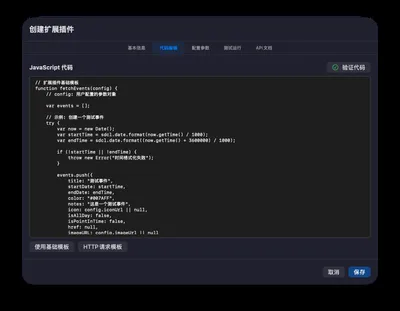 创建扩展插件
基本信息 代码编辑 配置参数 测试运行 API 文档
JavaScript 代码 验证代码
// 扩展插件基础模板
function fetchEvents(config) {
// config: 用户配置的参数对象
var events = [];
// 示例: 创建一个测试事件
try {
var now = new Date();
var startTime = sdcl.date.format(now.getTime() / 1000);
var endTime = sdcl.date.format((now.getTime() + 3600000) / 1000);
if (!startTime || !endTime) {
throw new Error("时间格式化失败");
}
events.push({
title: "测试事件",
startDate: startTime,
endDate: endTime,
color: "#007AFF",
notes: "这是一个测试事件",
icon: config.iconUrl || null,
isAllDay: false,
isPointInTime: false,
href: null,
imageURL: config.imageUrl || null
使用基础模板 HTTP 请求模板
取消 保存